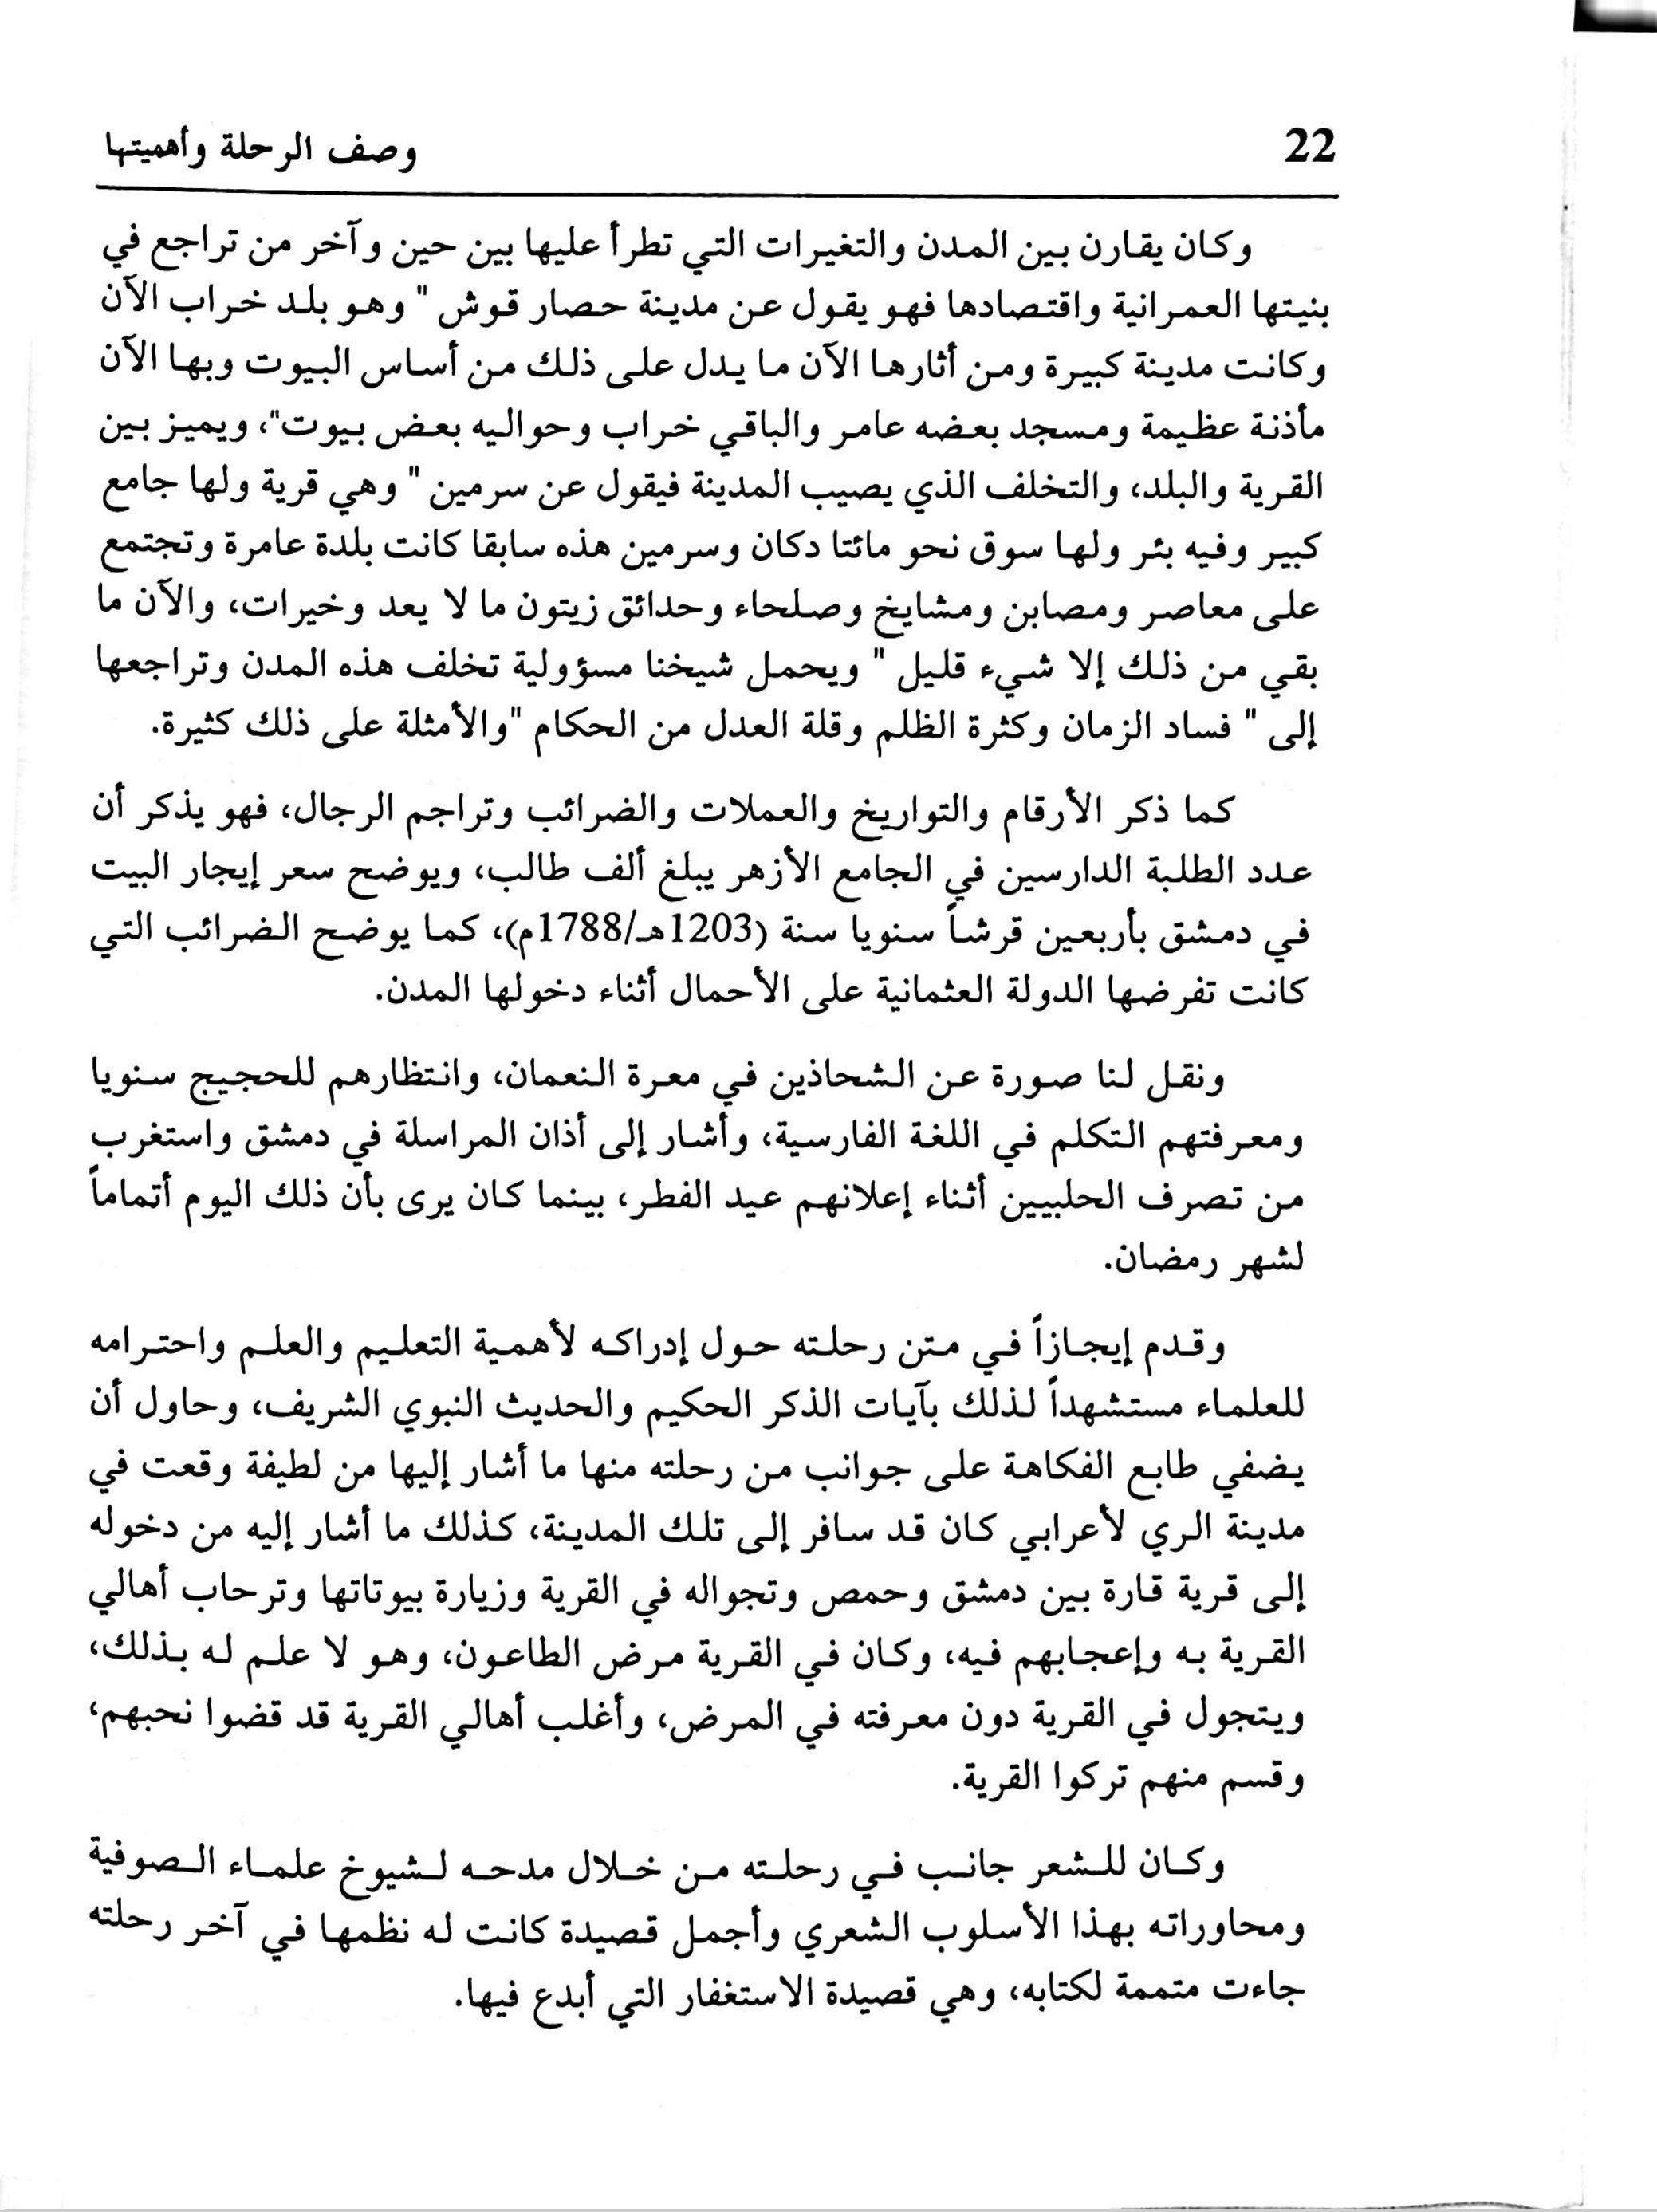 22
وصف الرحلة وأهميتها
وكان يقارن بين المدن والتغيرات التي تطرأ عليها بين حين وآخر من تراجع في
بنيتها العمرانية واقتصادها فهو يقول عن مدينة حصار قوش " وهو بلد خراب الآن
وكانت مدينة كبيرة ومن أثارها الآن ما يدل على ذلك من أساس البيوت وبها الآن
مأذنة عظيمة ومسجد بعضه عامر والباقي خراب وحواليه بعض بيوت"، ويميز بين
القرية والبلد، والتخلف الذي يصيب المدينة فيقول عن سرمين " وهي قرية ولها جامع
كبير وفيه بئر ولها سوق نحو مائتا دكان وسرمين هذه سابقا كانت بلدة عامرة وتجتمع
على معاصر ومصابن ومشايخ وصلحاء وحدائق زيتون ما لا يعد وخيرات، والآن ما
بقي من ذلك إلا شيء قليل " ويحمل شيخنا مسؤولية تخلف هذه المدن وتراجعها
إلى " فساد الزمان وكثرة الظلم وقلة العدل من الحكام "والأمثلة على ذلك كثيرة.
كما ذكر الأرقام والتواريخ والعملات والضرائب وتراجم الرجال، فهو يذكر أن
عدد الطلبة الدارسين في الجامع الأزهر يبلغ ألف طالب، ويوضح سعر إيجار البيت
في دمشق بأربعين قرشاً سنويا سنة (1203هـ/1788م)، كما يوضح الضرائب التي
كانت تفرضها الدولة العثمانية على الأحمال أثناء دخولها المدن.
ونقل لنا صورة عن الشحاذين في معرة النعمان، وانتظارهم للحجيج سنويا
ومعرفتهم التكلم في اللغة الفارسية، وأشار إلى أذان المراسلة في دمشق واستغرب
من تصرف الحلبيين أثناء إعلانهم عيد الفطر، بينما كان يرى بأن ذلك اليوم أتماماً
لشهر رمضان.
وقدم إيجازاً في متن رحلته حول إدراكه لأهمية التعليم والعلم واحترامه
للعلماء مستشهداً لذلك بآيات الذكر الحكيم والحديث النبوي الشريف، وحاول أن
يضفي طابع الفكاهة على جوانب من رحلته منها ما أشار إليها من لطيفة وقعت في
مدينة الري لأعرابي كان قد سافر إلى تلك المدينة، كذلك ما أشار إليه من دخوله
إلى قرية قارة بين دمشق وحمص وتجواله في القرية وزيارة بيوتاتها وترحاب أهالي
القرية به وإعجابهم فيه، وكان في القرية مرض الطاعون، وهو لا علم له بذلك،
ويتجول في القرية دون معرفته في المرض، وأغلب أهالي القرية قد قضوا نحبهم،
وقسم منهم تركوا القرية.
وكان للشعر جانب في رحلته من خلال مدحه لشيوخ علماء الصوفية
ومحاوراته بهذا الأسلوب الشعري وأجمل قصيدة كانت له نظمها في آخر رحلته
جاءت متممة لكتابه، وهي قصيدة الاستغفار التي أبدع فيها.